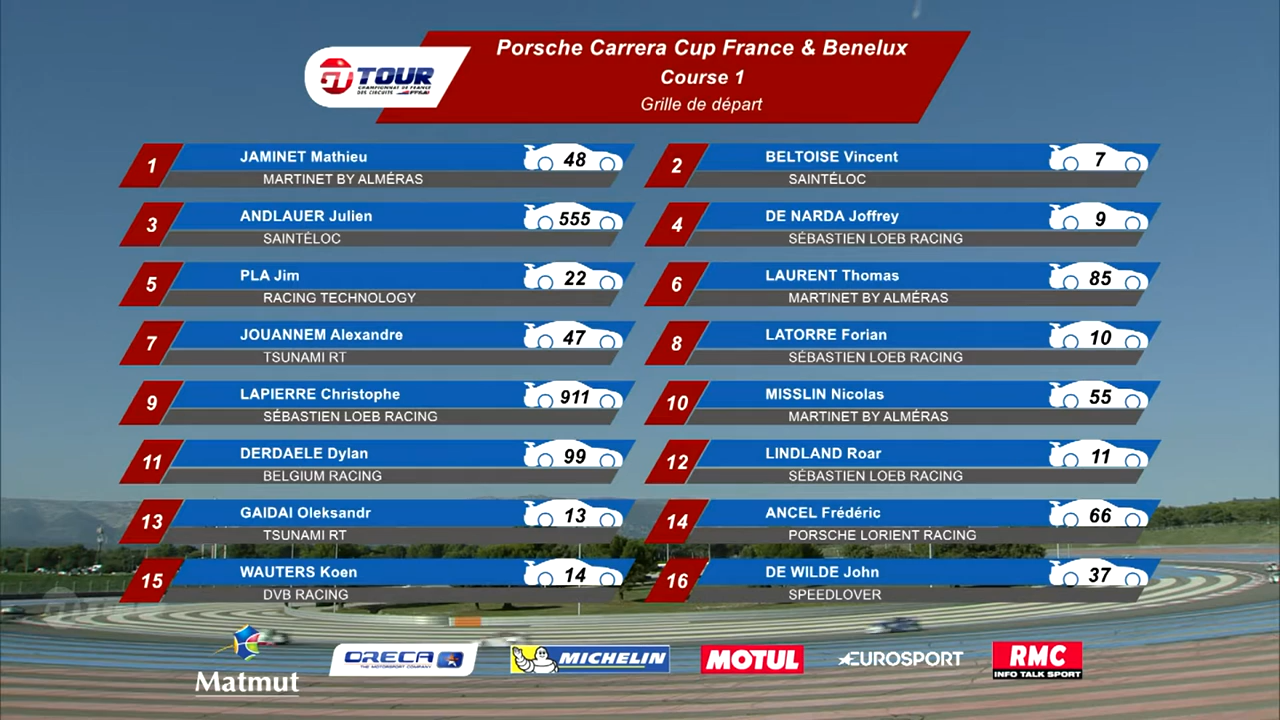 Porsche Carrera Cup France & Benelux
TOUR
CHAMPIONNAT DE FRANCE
DES CIRCUITS
Course 1
Grille de départ
1 JAMINET Mathieu 48
MARTINET BY ALMÉRAS
2 BELTOISE Vincent 7
SAINTÉLOC
3 ANDLAUER Julien 555
SAINTÉLOC
4 DE NARDA Joffrey 9
SÉBASTIEN LOEB RACING
5 PLA Jim 22
RACING TECHNOLOGY
6 LAURENT Thomas 85
MARTINET BY ALMÉRAS
7 JOUANNEM Alexandre 47
TSUNAMI RT
8 LATORRE Forian 10
SÉBASTIEN LOEB RACING
9 LAPIERRE Christophe 911
SÉBASTIEN LOEB RACING
10 MISSLIN Nicolas 55
MARTINET BY ALMÉRAS
11 DERDAELE Dylan 99
BELGIUM RACING
12 LINDLAND Roar 11
SÉBASTIEN LOEB RACING
13 GAIDAI Oleksandr 13
TSUNAMI RT
14 ANCEL Frédéric 66
PORSCHE LORIENT RACING
15 WAUTERS Koen 14
DVB RACING
16 DE WILDE John 37
SPEEDLOVER
Matmut
ORECA
THE MOTORSPORT COMPANY
MICHELIN
MOTUL
EUROSPORT
RMC
INFO TALK SPORT